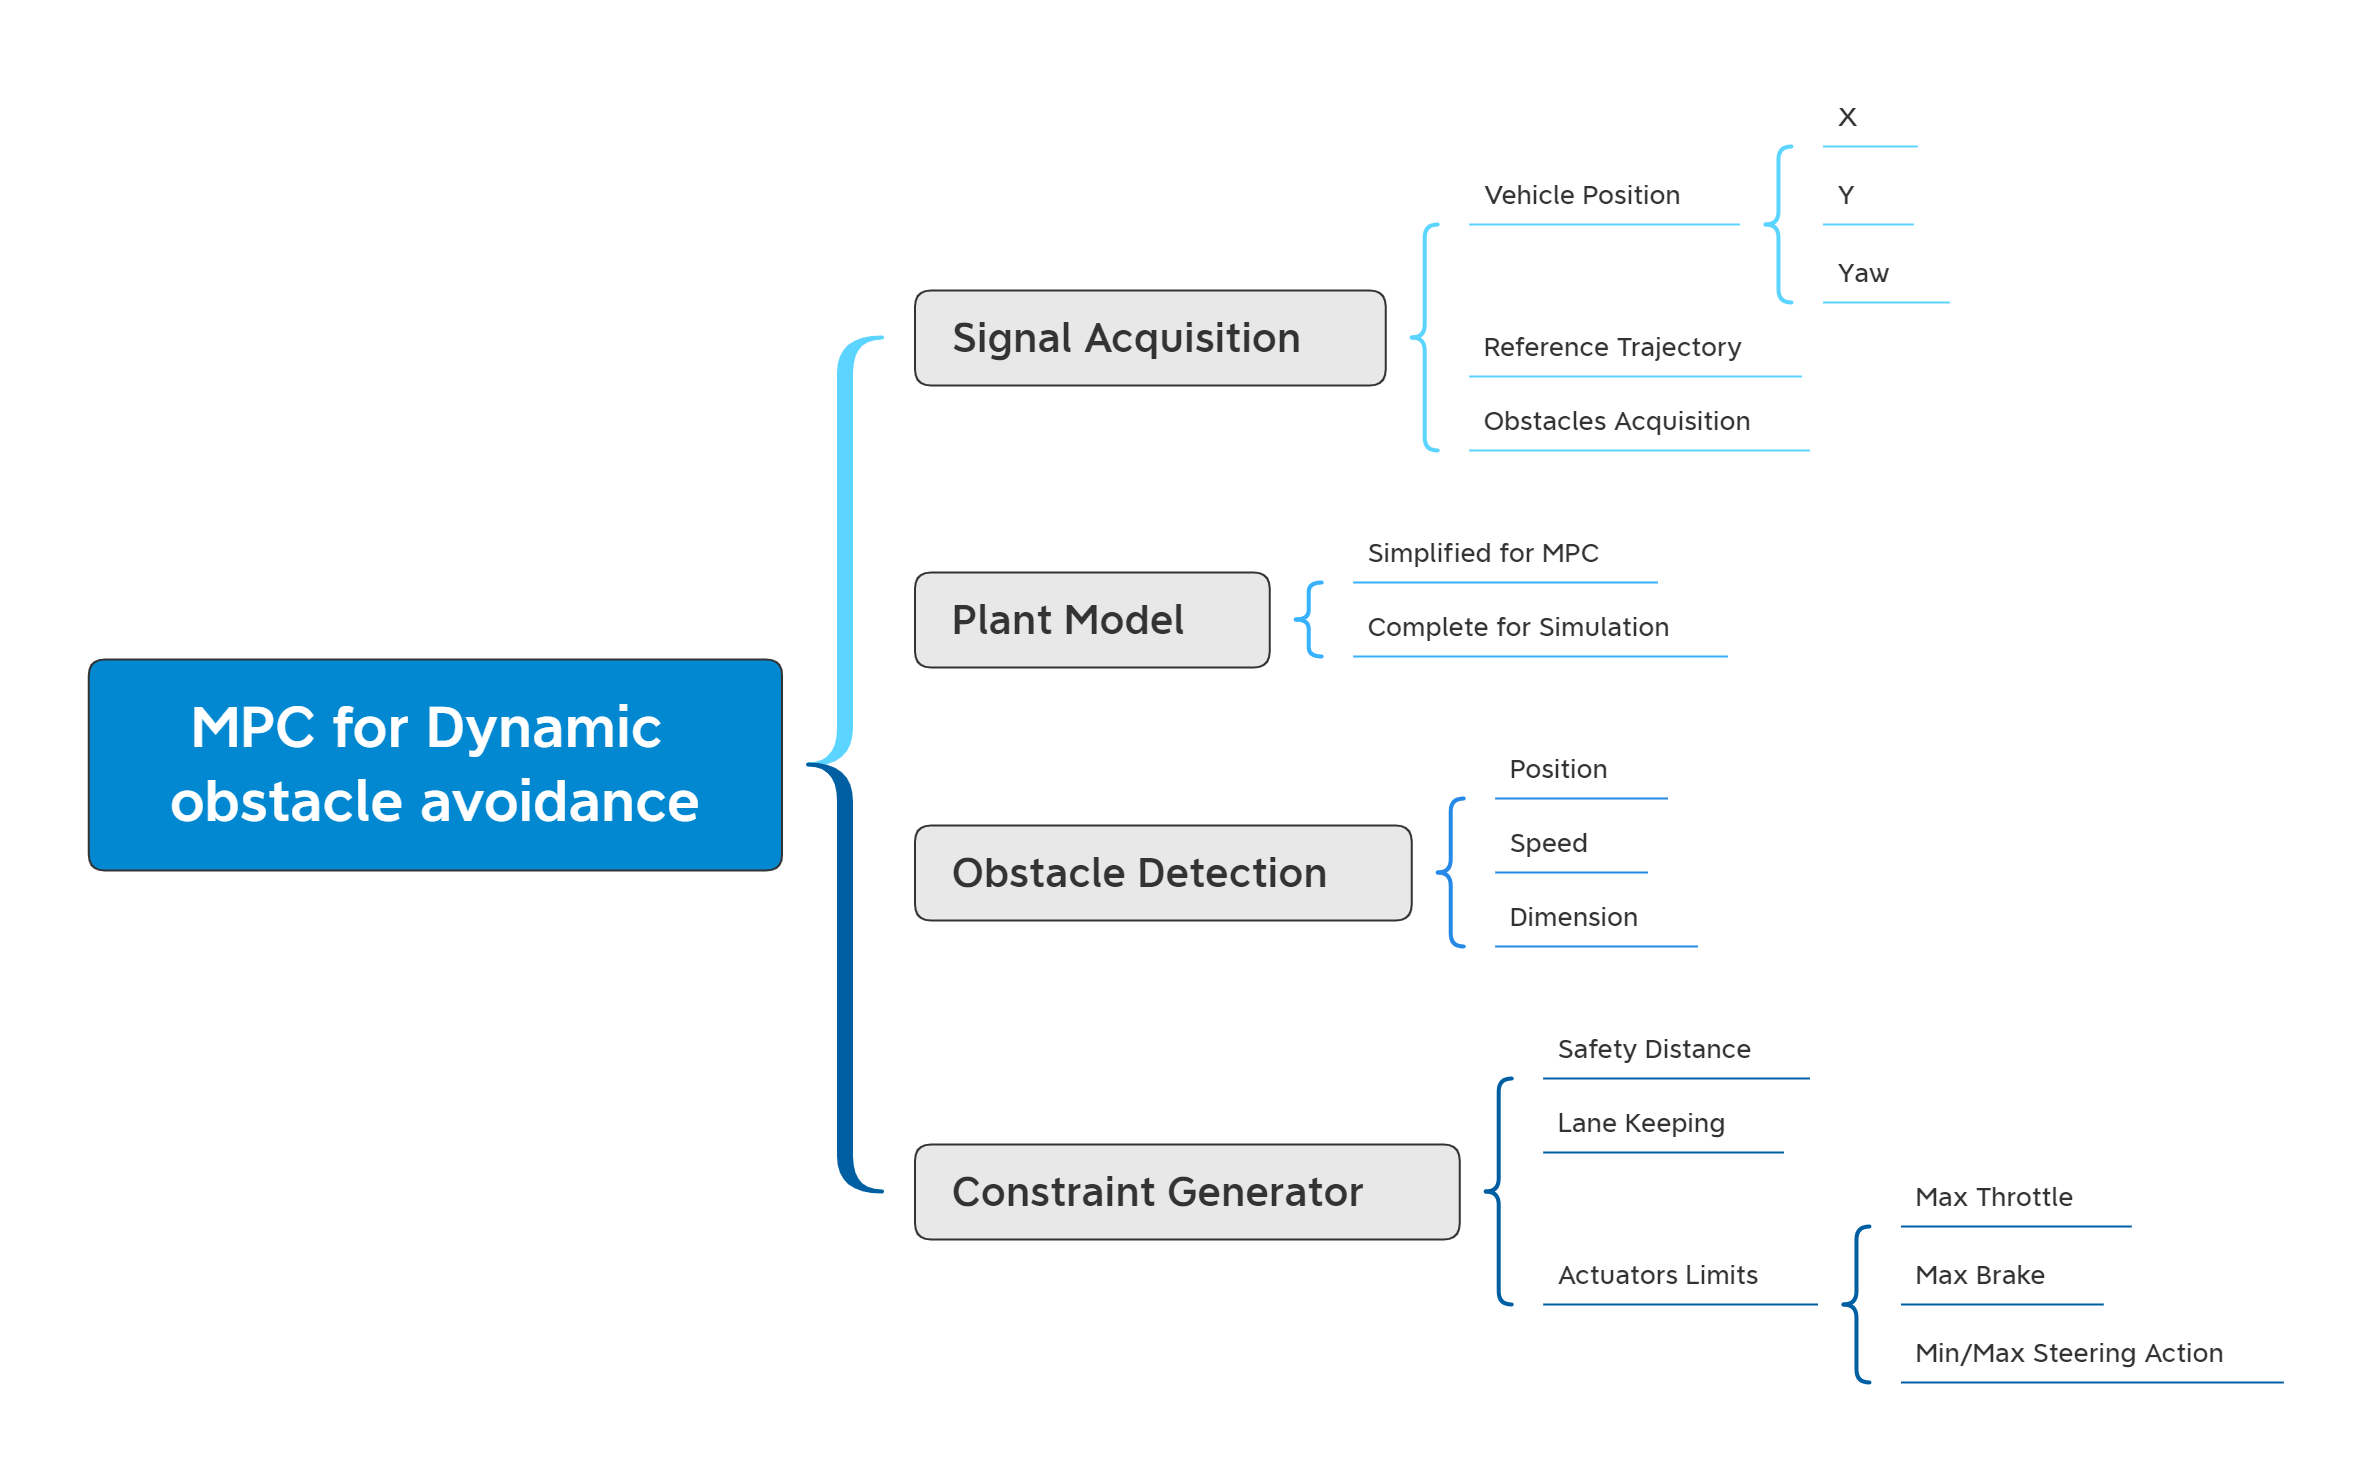 MPC for Dynamic
obstacle avoidance
Signal Acquisition
Vehicle Position
X
Y
Yaw
Reference Trajectory
Obstacles Acquisition
Plant Model
Simplified for MPC
Complete for Simulation
Obstacle Detection
Position
Speed
Dimension
Constraint Generator
Safety Distance
Lane Keeping
Actuators Limits
Max Throttle
Max Brake
Min/Max Steering Action